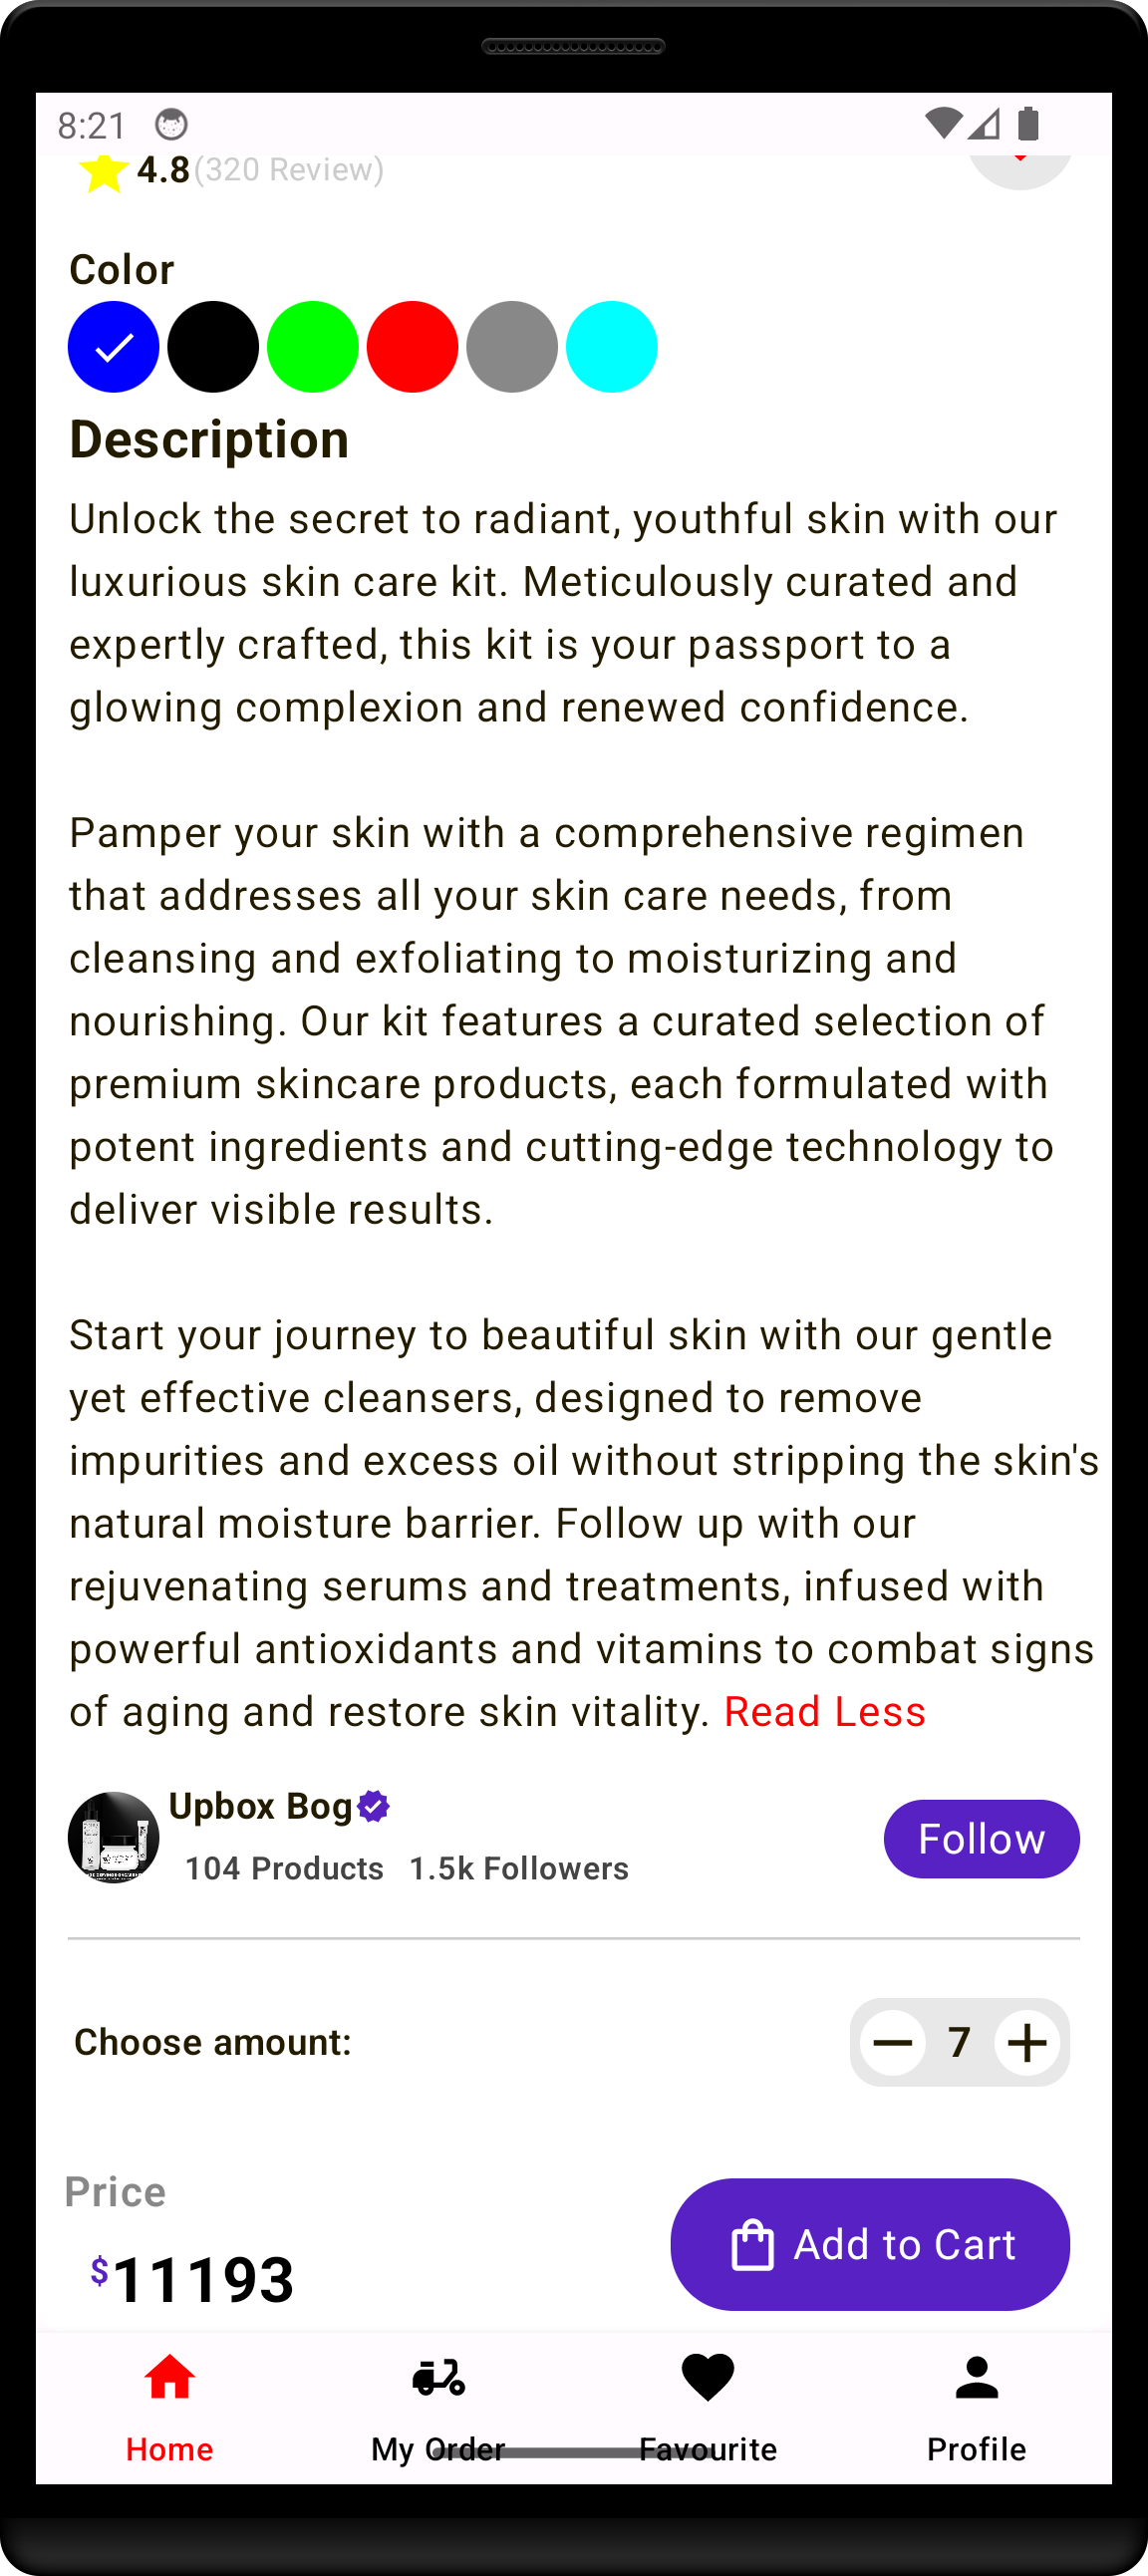 8:21
4.8(320 Review)
Color
Description
Unlock the secret to radiant, youthful skin with our
luxurious skin care kit. Meticulously curated and
expertly crafted, this kit is your passport to a
glowing complexion and renewed confidence.
Pamper your skin with a comprehensive regimen
that addresses all your skin care needs, from
cleansing and exfoliating to moisturizing and
nourishing. Our kit features a curated selection of
premium skincare products, each formulated with
potent ingredients and cutting-edge technology to
deliver visible results.
Start your journey to beautiful skin with our gentle
yet effective cleansers, designed to remove
impurities and excess oil without stripping the skin's
natural moisture barrier. Follow up with our
rejuvenating serums and treatments, infused with
powerful antioxidants and vitamins to combat signs
of aging and restore skin vitality. Read Less
Upbox Bog
104 Products 1.5k Followers
Follow
Choose amount:
7
Price
$11193
Add to Cart
Home
My Order
Favourite
Profile